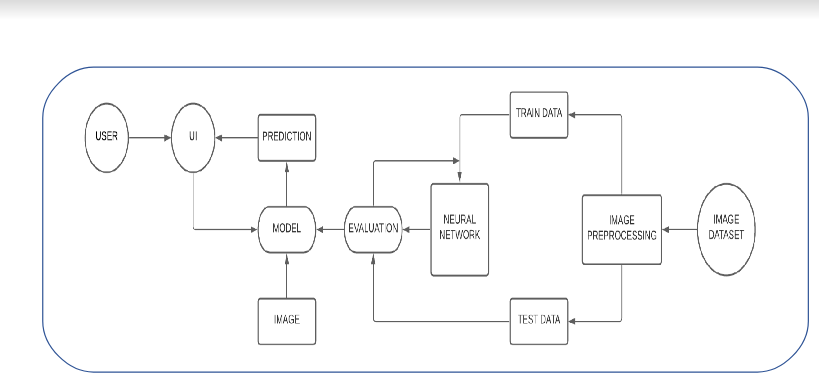 TRAIN DATA
USER
UI
PREDICTION
MODEL
EVALUATION
NEURAL
NETWORK
IMAGE
PREPROCESSING
IMAGE
DATASET
IMAGE
TEST DATA